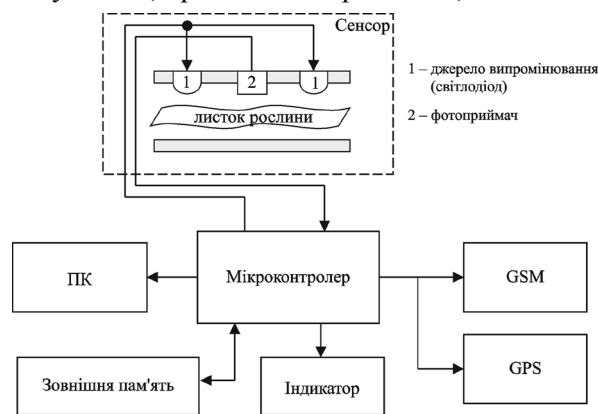 Сенсор
1
2
1
листок рослини
1 – джерело випромінювання
(світлодіод)
2 – фотоприймач
ПК
Мікроконтролер
GSM
Зовнішня пам'ять
Індикатор
GPS